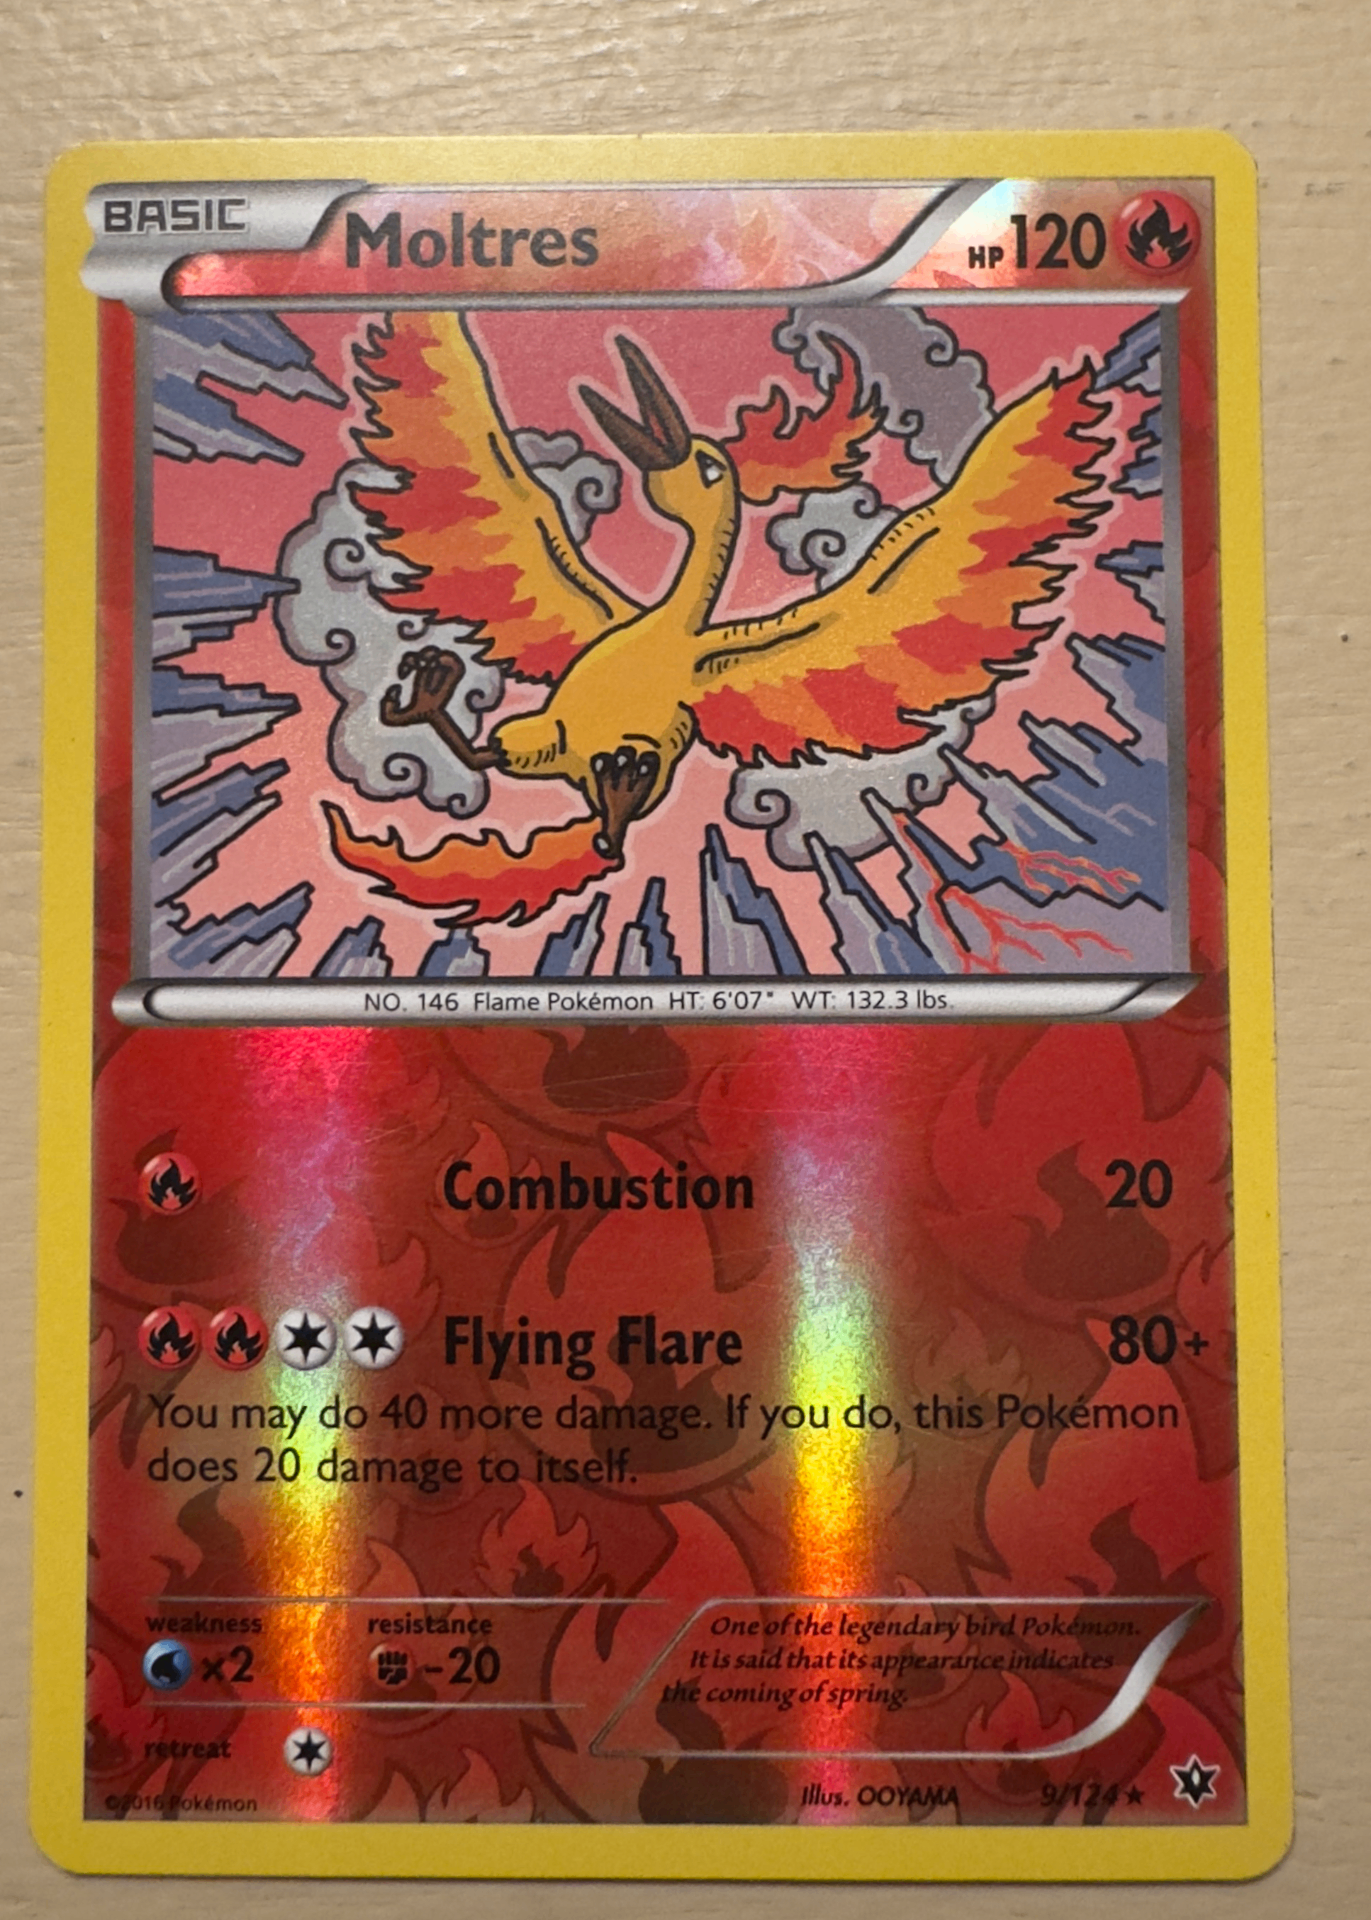 BASIC Moltres HP 120
NO. 146 Flame Pokémon HT: 6'07" WT: 132.3 lbs.
Combustion 20
Flying Flare 80+
You may do 40 more damage. If you do, this Pokémon
does 20 damage to itself.
weakness resistance
×2 -20
retreat
One of the legendary bird Pokémon.
It is said that its appearance indicates
the coming of spring.
©2016 Pokémon Illus. OOYAMA 9/124★